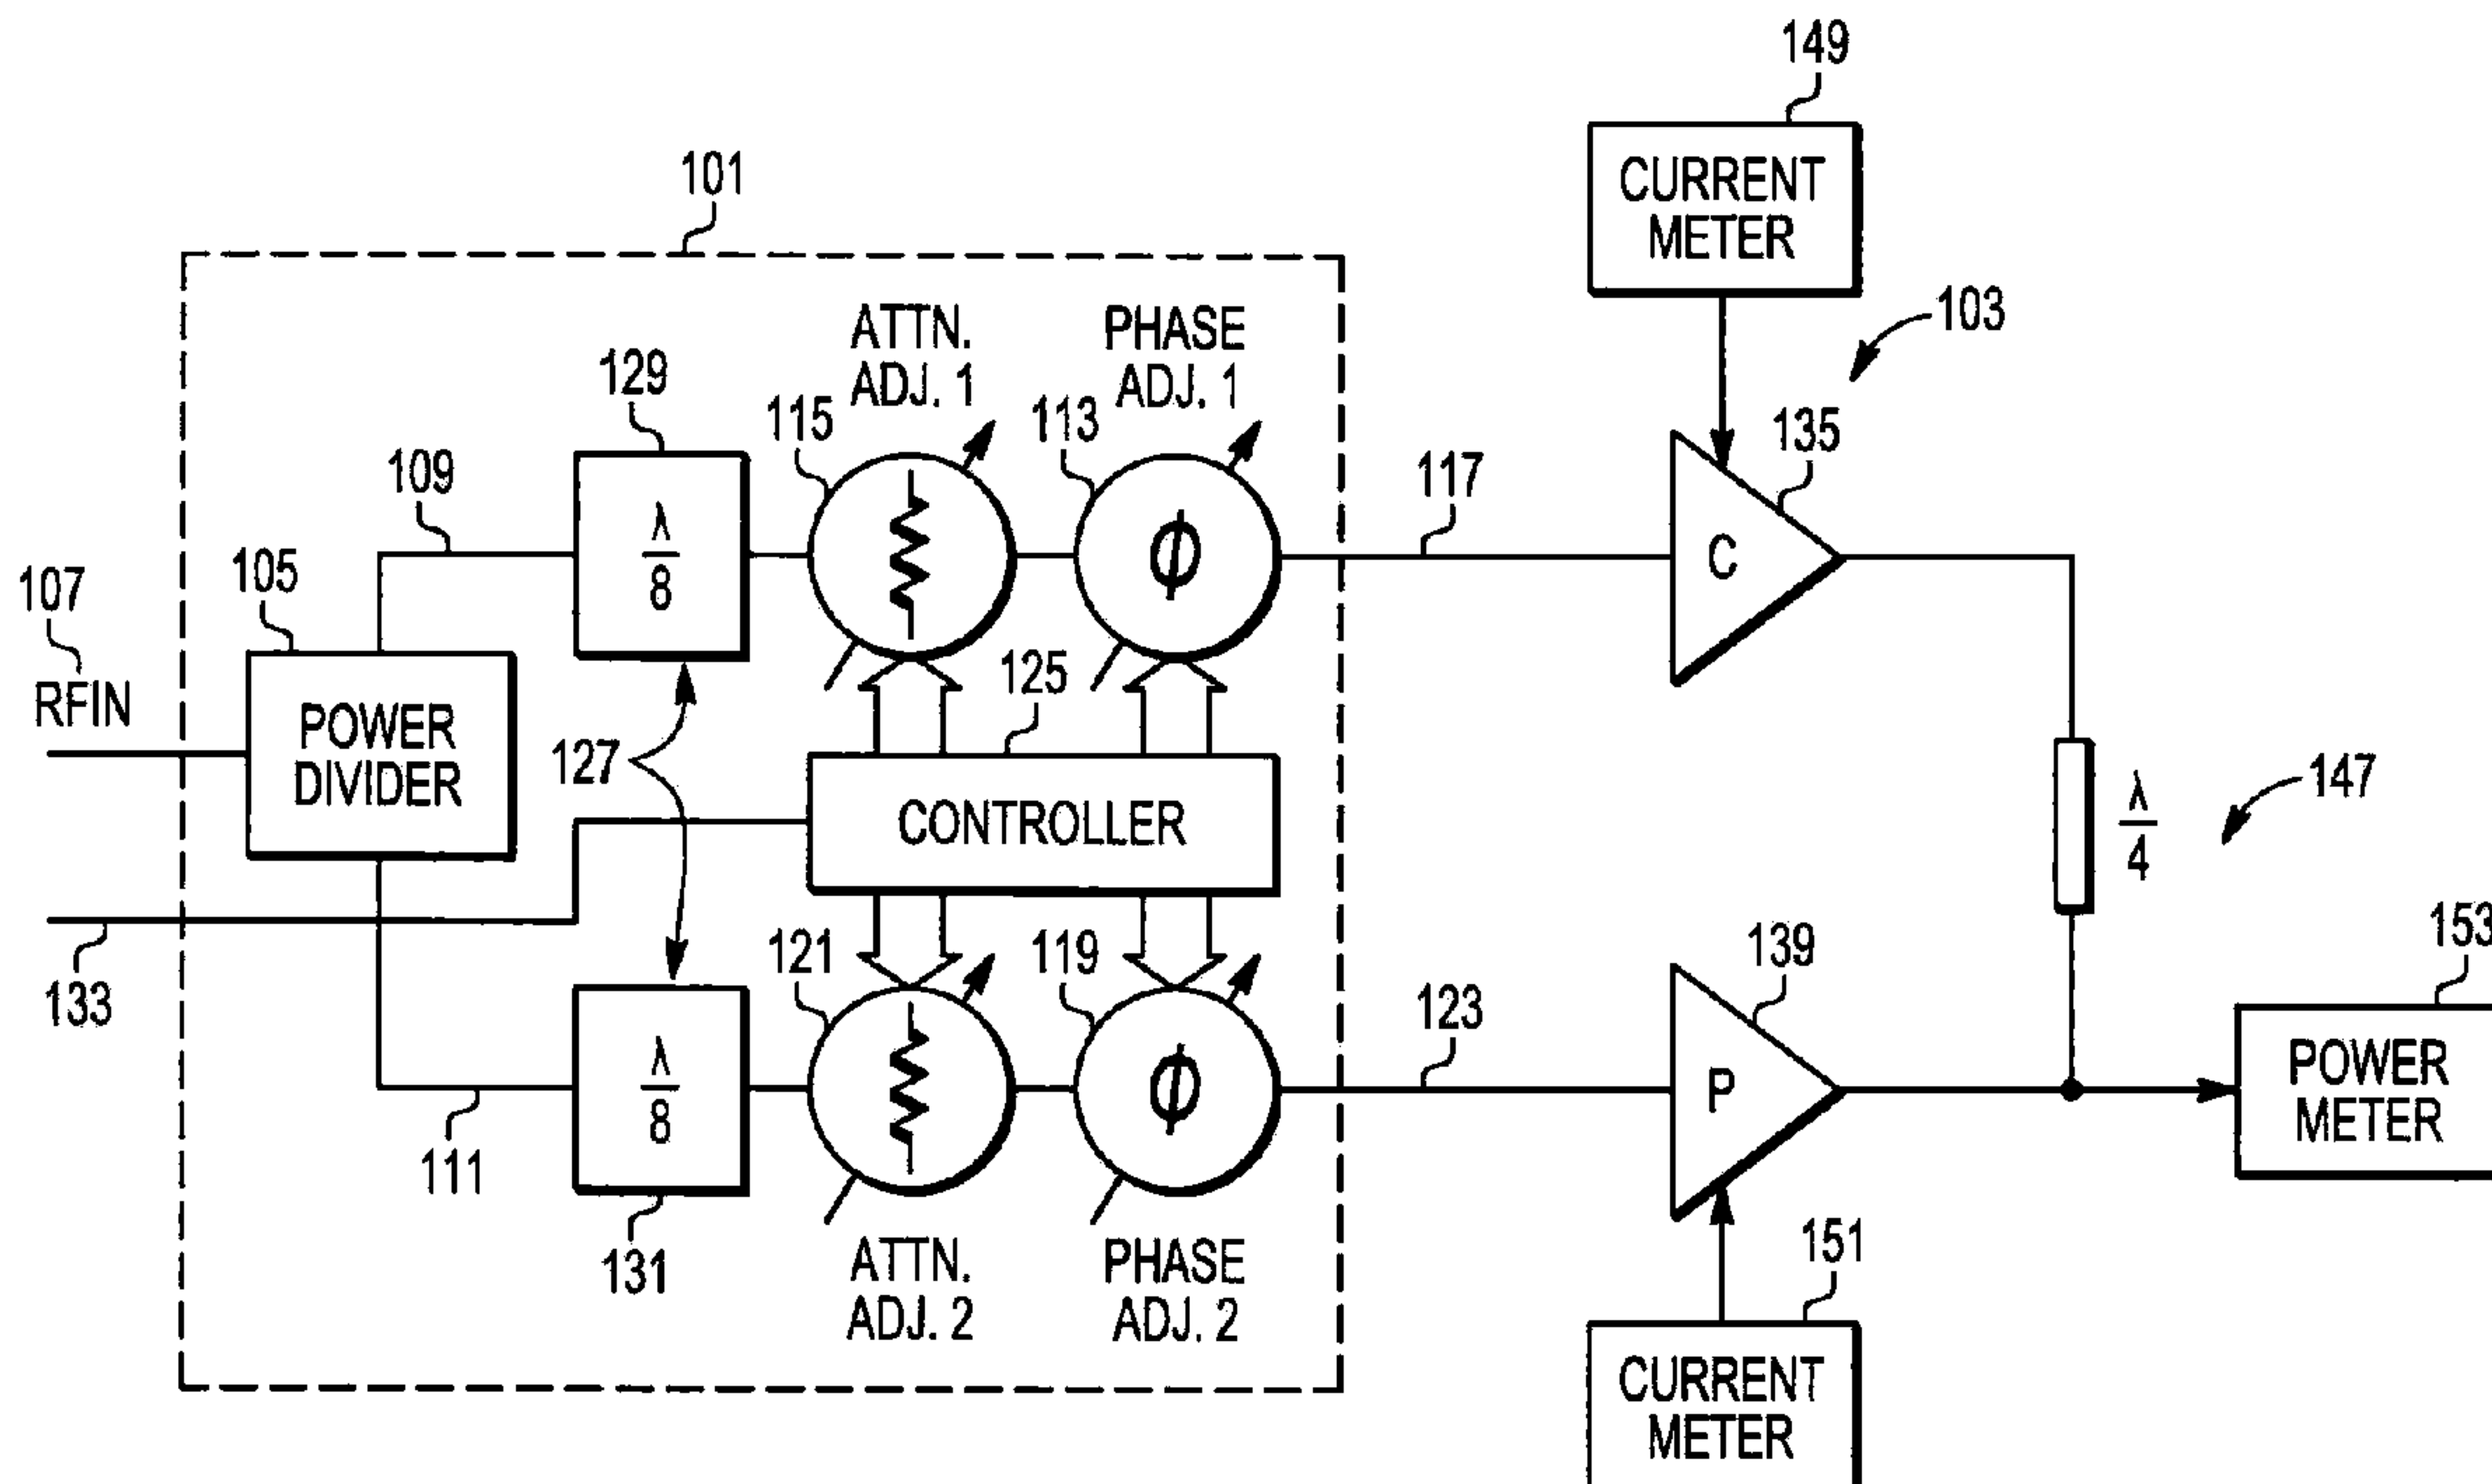 149
CURRENT
METER
101
103
ATTN.
ADJ. 1
PHASE
ADJ. 1
129
115
113
135
109
117
λ
8
ϕ
C
107
RFIN
105
POWER
DIVIDER
125
127
CONTROLLER
λ
4
147
133
121
119
139
153
123
λ
8
ϕ
P
POWER
METER
111
131
ATTN.
ADJ. 2
PHASE
ADJ. 2
151
CURRENT
METER